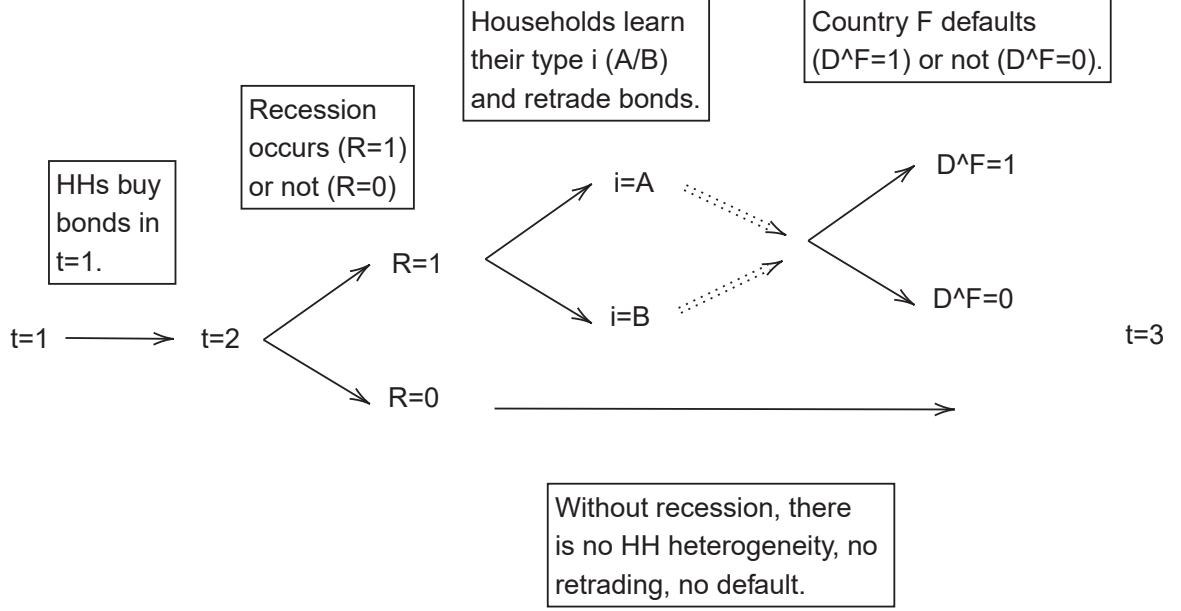 Households learn
their type i (A/B)
and retrade bonds.
Country F defaults
(D^F=1) or not (D^F=0).
Recession
occurs (R=1)
or not (R=0)
HHs buy
bonds in
t=1.
i=A
D^F=1
R=1
i=B
D^F=0
t=1
t=2
t=3
R=0
Without recession, there
is no HH heterogeneity, no
retrading, no default.